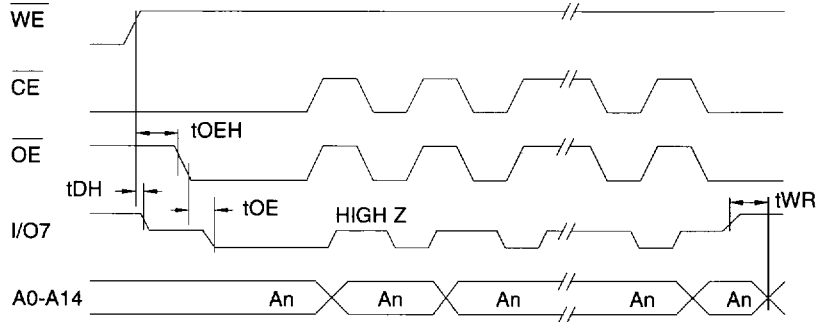 WE
CE
tOEH
OE
tDH
tOE
HIGH Z
tWR
I/O7
A0-A14 An An An An An